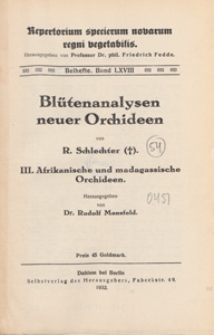 Repertorium specierum novarum
regni vegetabilis.
Herausgegeben von Professor Dr. phil. Friedrich Fedde.
Beihefte. Band LXVIII
Blütenanalysen
neuer Orchideen
von
R. Schlechter (†).
54
III. Afrikanische und madagassische
Orchideen.
0451
Herausgegeben
von
Dr. Rudolf Mansfeld.
Preis 45 Goldmark.
Dahlem bei Berlin
Selbstverlag des Herausgebers, Fabeckstr. 49.
1932.